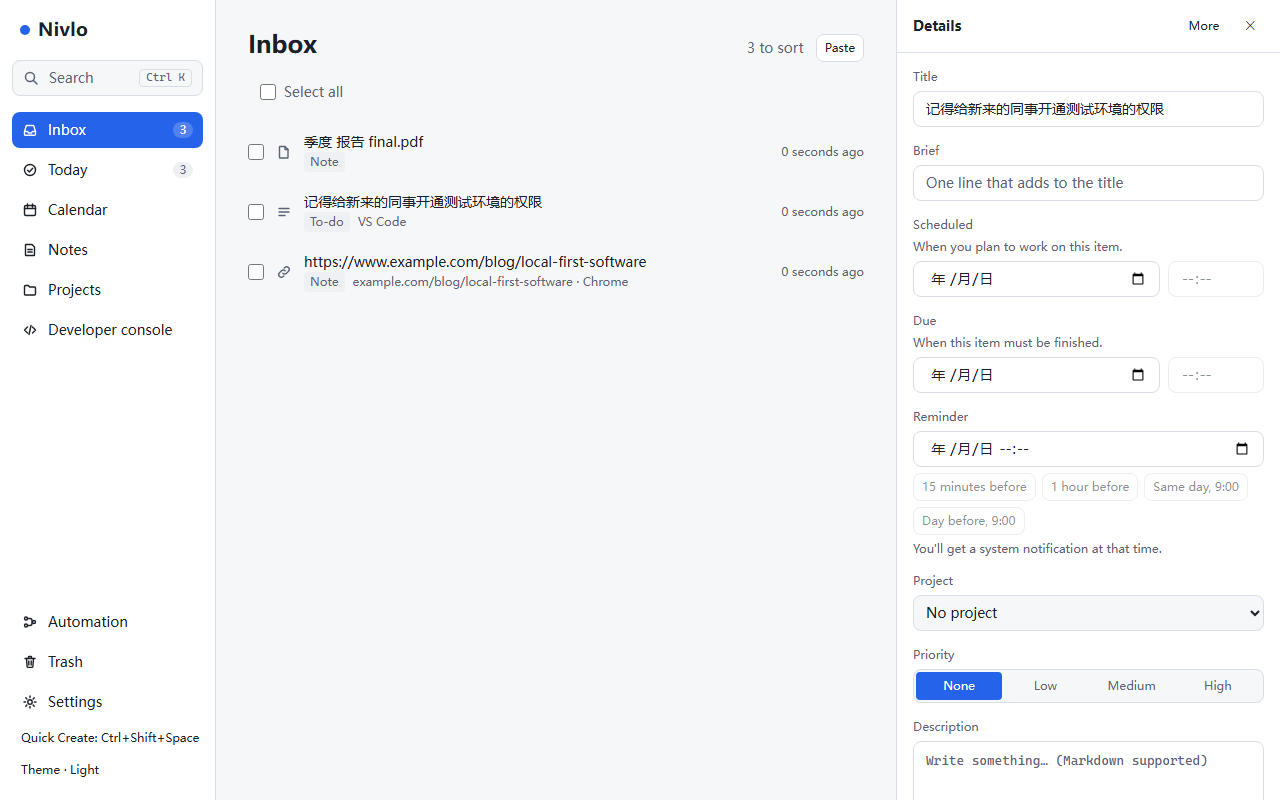 Nivlo
Search Ctrl K
Inbox 3
Today 3
Calendar
Notes
Projects
Developer console
Automation
Trash
Settings
Quick Create: Ctrl+Shift+Space
Theme · Light
Inbox
3 to sort Paste
Select all
季度 报告 final.pdf
Note
0 seconds ago
记得给新来的同事开通测试环境的权限
To-do VS Code
0 seconds ago
https://www.example.com/blog/local-first-software
Note example.com/blog/local-first-software · Chrome
0 seconds ago
Details More ×
Title
记得给新来的同事开通测试环境的权限
Brief
One line that adds to the title
Scheduled
When you plan to work on this item.
年 /月/日 --:--
Due
When this item must be finished.
年 /月/日 --:--
Reminder
年 /月/日 --:--
15 minutes before 1 hour before Same day, 9:00
Day before, 9:00
You'll get a system notification at that time.
Project
No project
Priority
None Low Medium High
Description
Write something… (Markdown supported)